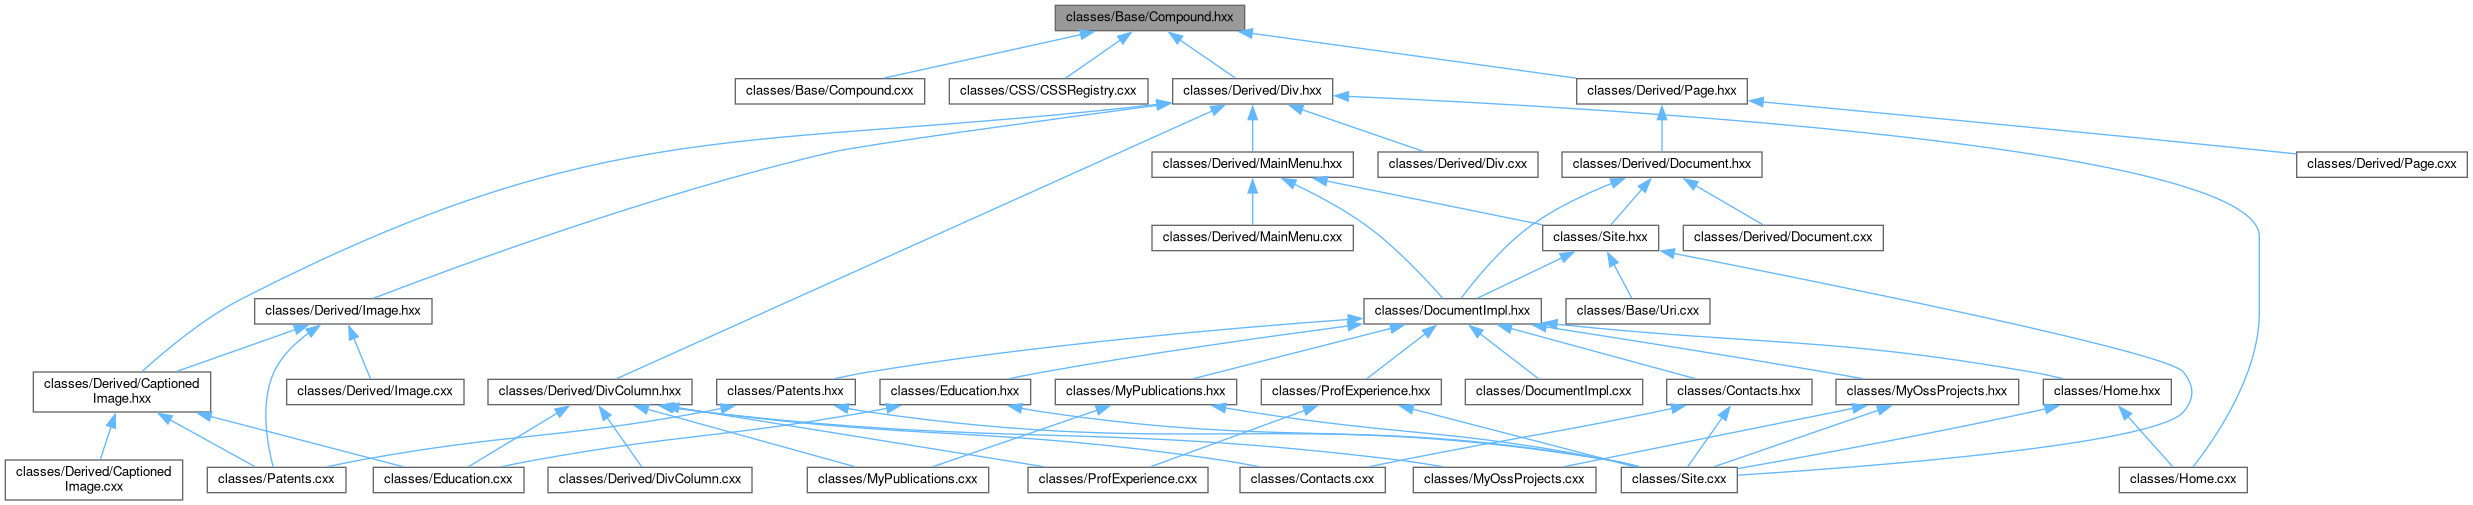 classes/Base/Compound.hxx
classes/Base/Compound.cxx
classes/CSS/CSSRegistry.cxx
classes/Derived/Div.hxx
classes/Derived/Page.hxx
classes/Derived/MainMenu.hxx
classes/Derived/Div.cxx
classes/Derived/Document.hxx
classes/Derived/Page.cxx
classes/Derived/MainMenu.cxx
classes/Site.hxx
classes/Derived/Document.cxx
classes/Derived/Image.hxx
classes/DocumentImpl.hxx
classes/Base/Uri.cxx
classes/Derived/Captioned
Image.hxx
classes/Derived/Image.cxx
classes/Derived/DivColumn.hxx
classes/Patents.hxx
classes/Education.hxx
classes/MyPublications.hxx
classes/ProfExperience.hxx
classes/DocumentImpl.cxx
classes/Contacts.hxx
classes/MyOssProjects.hxx
classes/Home.hxx
classes/Derived/Captioned
Image.cxx
classes/Patents.cxx
classes/Education.cxx
classes/Derived/DivColumn.cxx
classes/MyPublications.cxx
classes/ProfExperience.cxx
classes/Contacts.cxx
classes/MyOssProjects.cxx
classes/Site.cxx
classes/Home.cxx